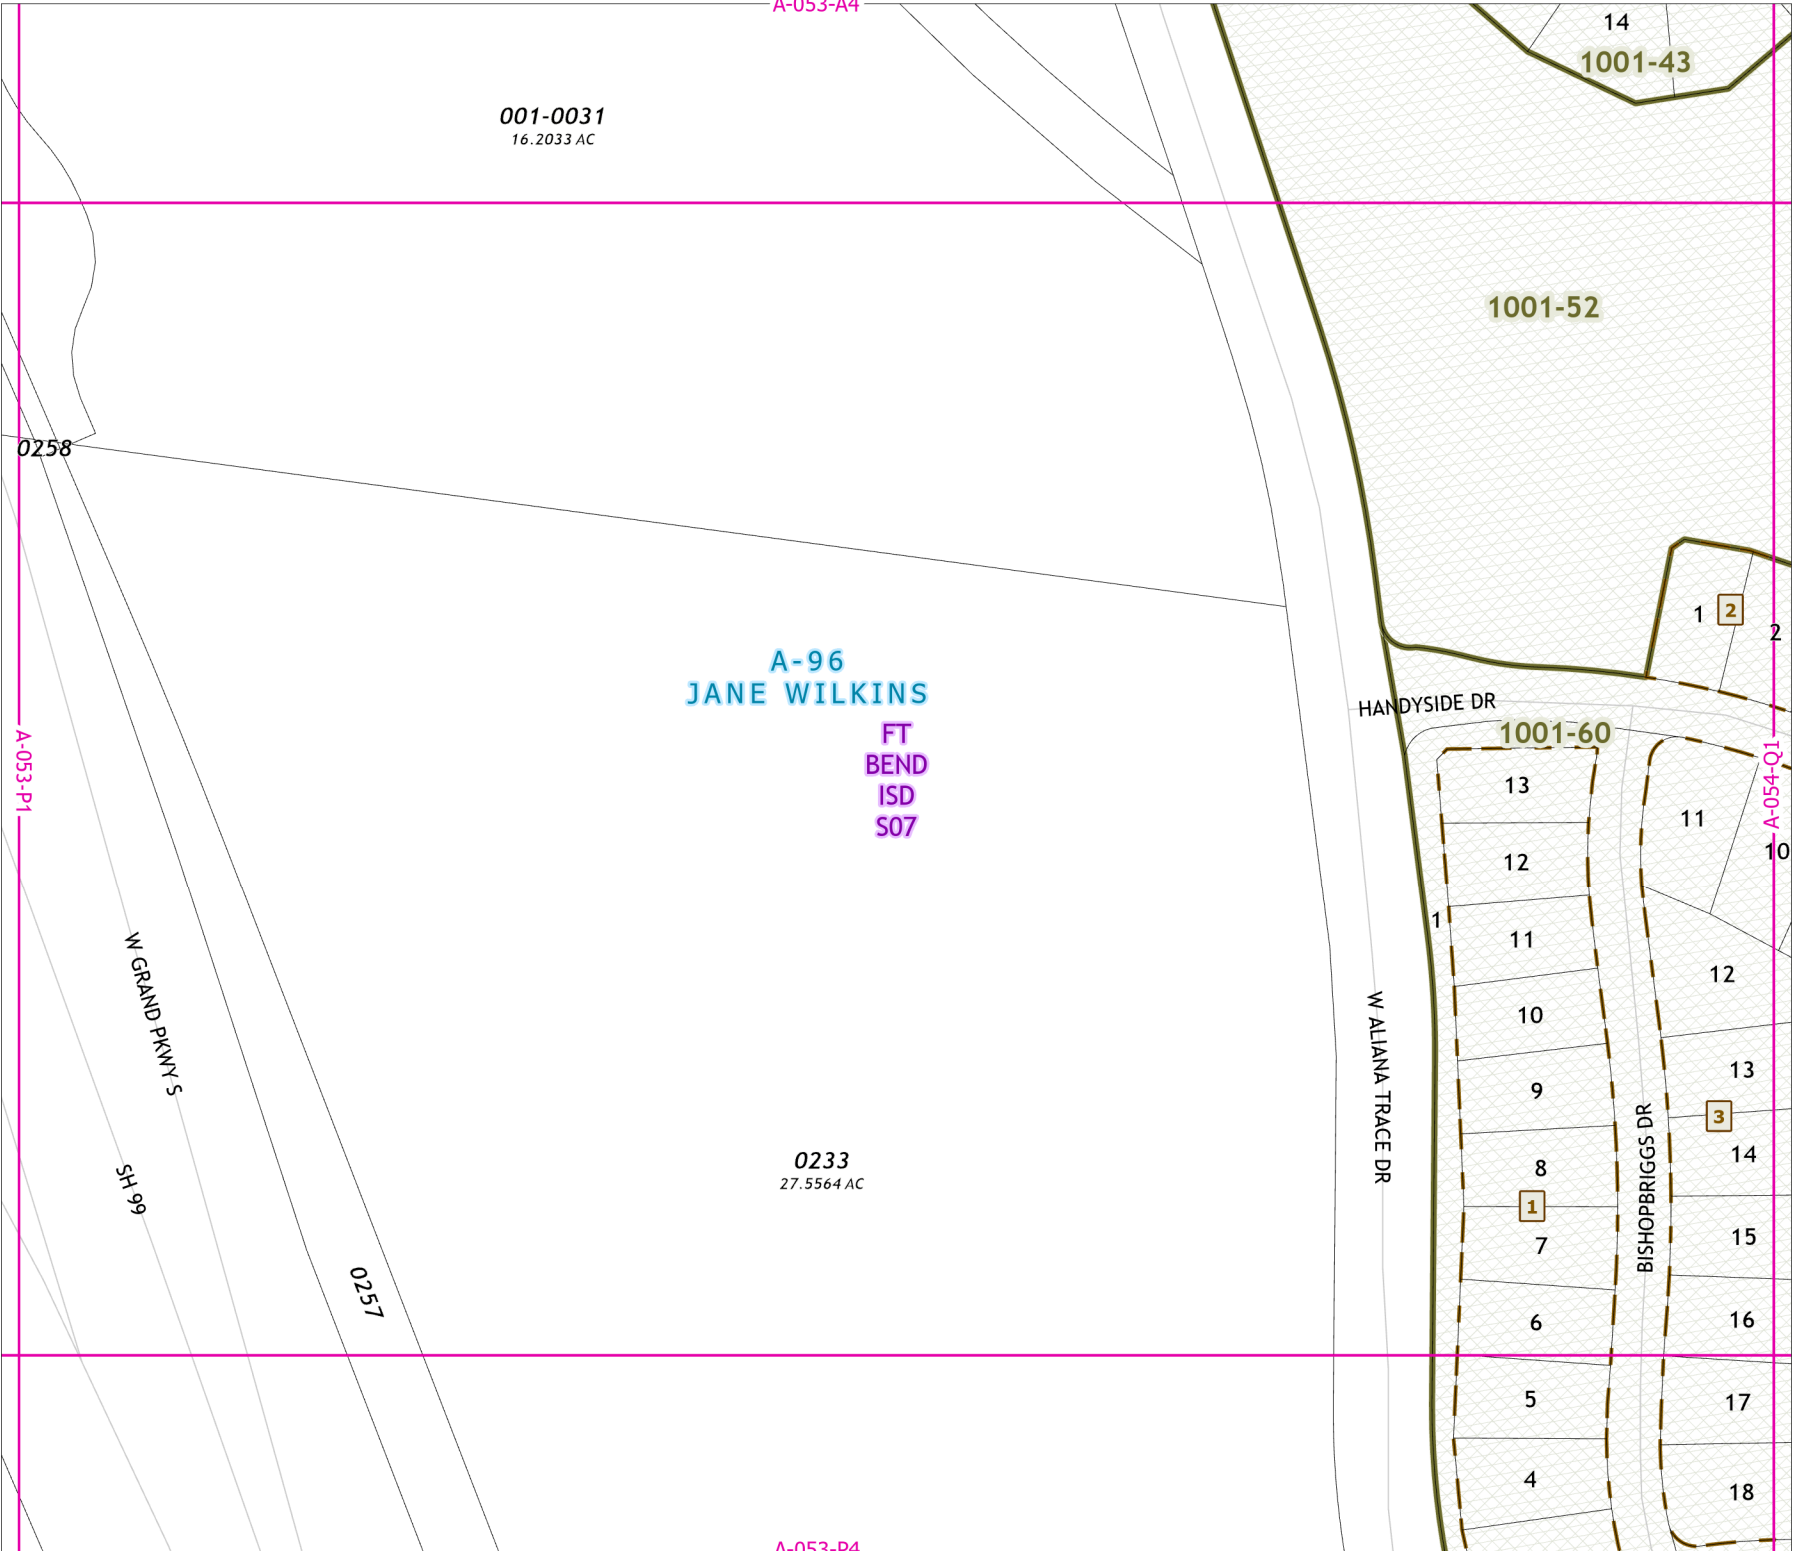 A-053-A4
14
1001-43
001-0031
16.2033 AC
1001-52
0258
1
2
2
A-96
JANE WILKINS
FT
BEND
ISD
S07
HANDYSIDE DR
1001-60
A-053-P1
A-054-Q1
13
11
10
12
1
11
12
10
13
9
3
14
8
1
7
15
6
16
5
17
4
18
W GRAND PKWY S
SH 99
0257
0233
27.5564 AC
W ALIANA TRACE DR
BISHOPBRIGGS DR
A-053-P4